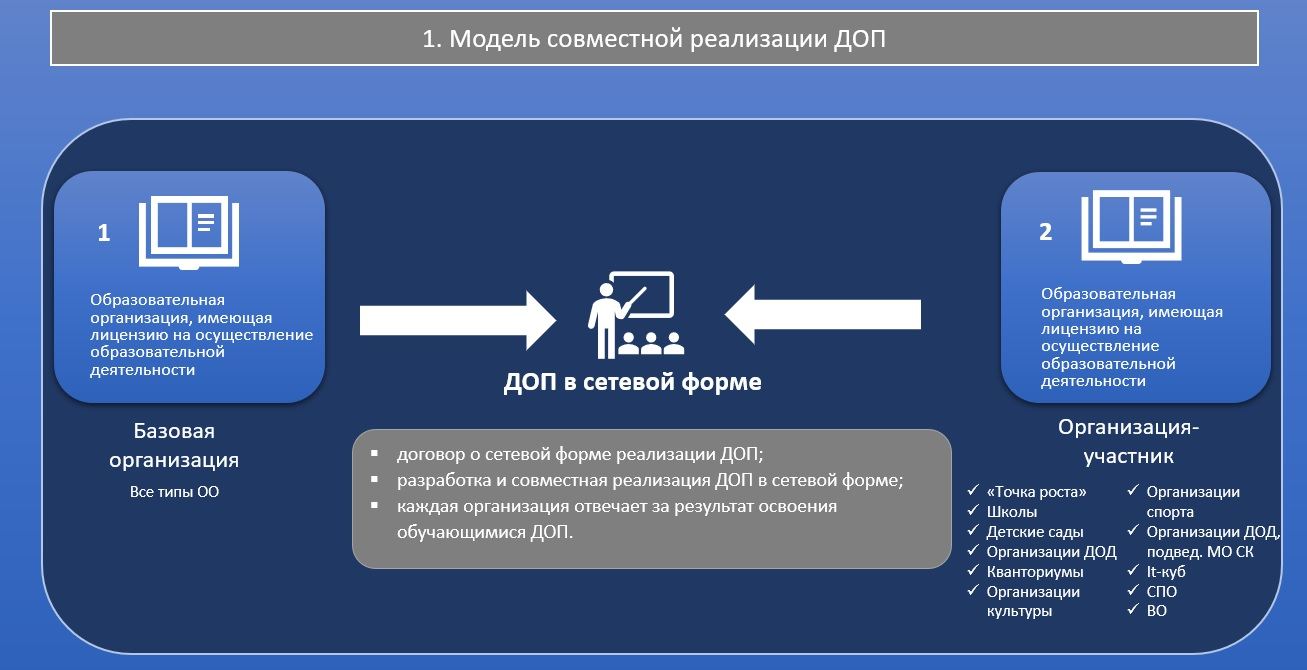 1. Модель совместной реализации ДОП
1
Образовательная
организация, имеющая
лицензию на осуществление
образовательной
деятельности
Базовая
организация
Все типы ОО
ДОП в сетевой форме
▪ договор о сетевой форме реализации ДОП;
▪ разработка и совместная реализация ДОП в сетевой форме;
▪ каждая организация отвечает за результат освоения
обучающимися ДОП.
2
Образовательная
организация, имеющая
лицензию на
осуществление
образовательной
деятельности
Организация-
участник
✓ «Точка роста»
✓ Школы
✓ Детские сады
✓ Организации ДОД
✓ Кванториумы
✓ Организации
культуры
✓ Организации
спорта
✓ Организации ДОД,
подвед. МО СК
✓ It-куб
✓ СПО
✓ ВО